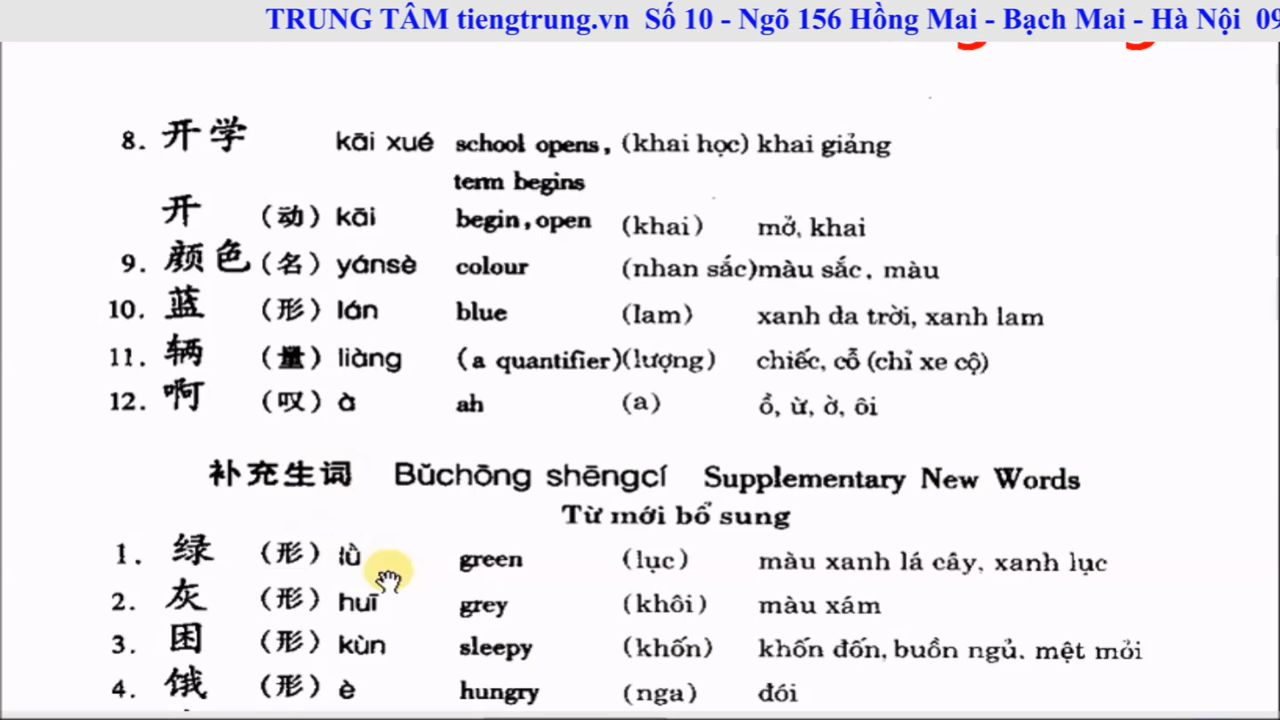 TRUNG TÂM tiengtrung.vn Số 10 - Ngõ 156 Hồng Mai - Bạch Mai - Hà Nội 09
8. 开学 kāi xué school opens, (khai học) khai giảng
term begins
开 (动) kāi begin, open (khai) mở, khai
9. 颜色 (名) yánsè colour (nhan sắc) màu sắc, màu
10. 蓝 (形) lán blue (lam) xanh da trời, xanh lam
11. 辆 (量) liàng (a quantifier) (lượng) chiếc, cỗ (chỉ xe cộ)
12. 啊 (叹) à ah (a) ồ, ừ, ờ, ôi
补充生词 Bǔchōng shēngcí Supplementary New Words
Từ mới bổ sung
1. 绿 (形) lǜ green (lục) màu xanh lá cây, xanh lục
2. 灰 (形) huī grey (khôi) màu xám
3. 困 (形) kùn sleepy (khốn) khốn đốn, buồn ngủ. mệt mỏi
4. 饿 (形) è hungry (nga) đói